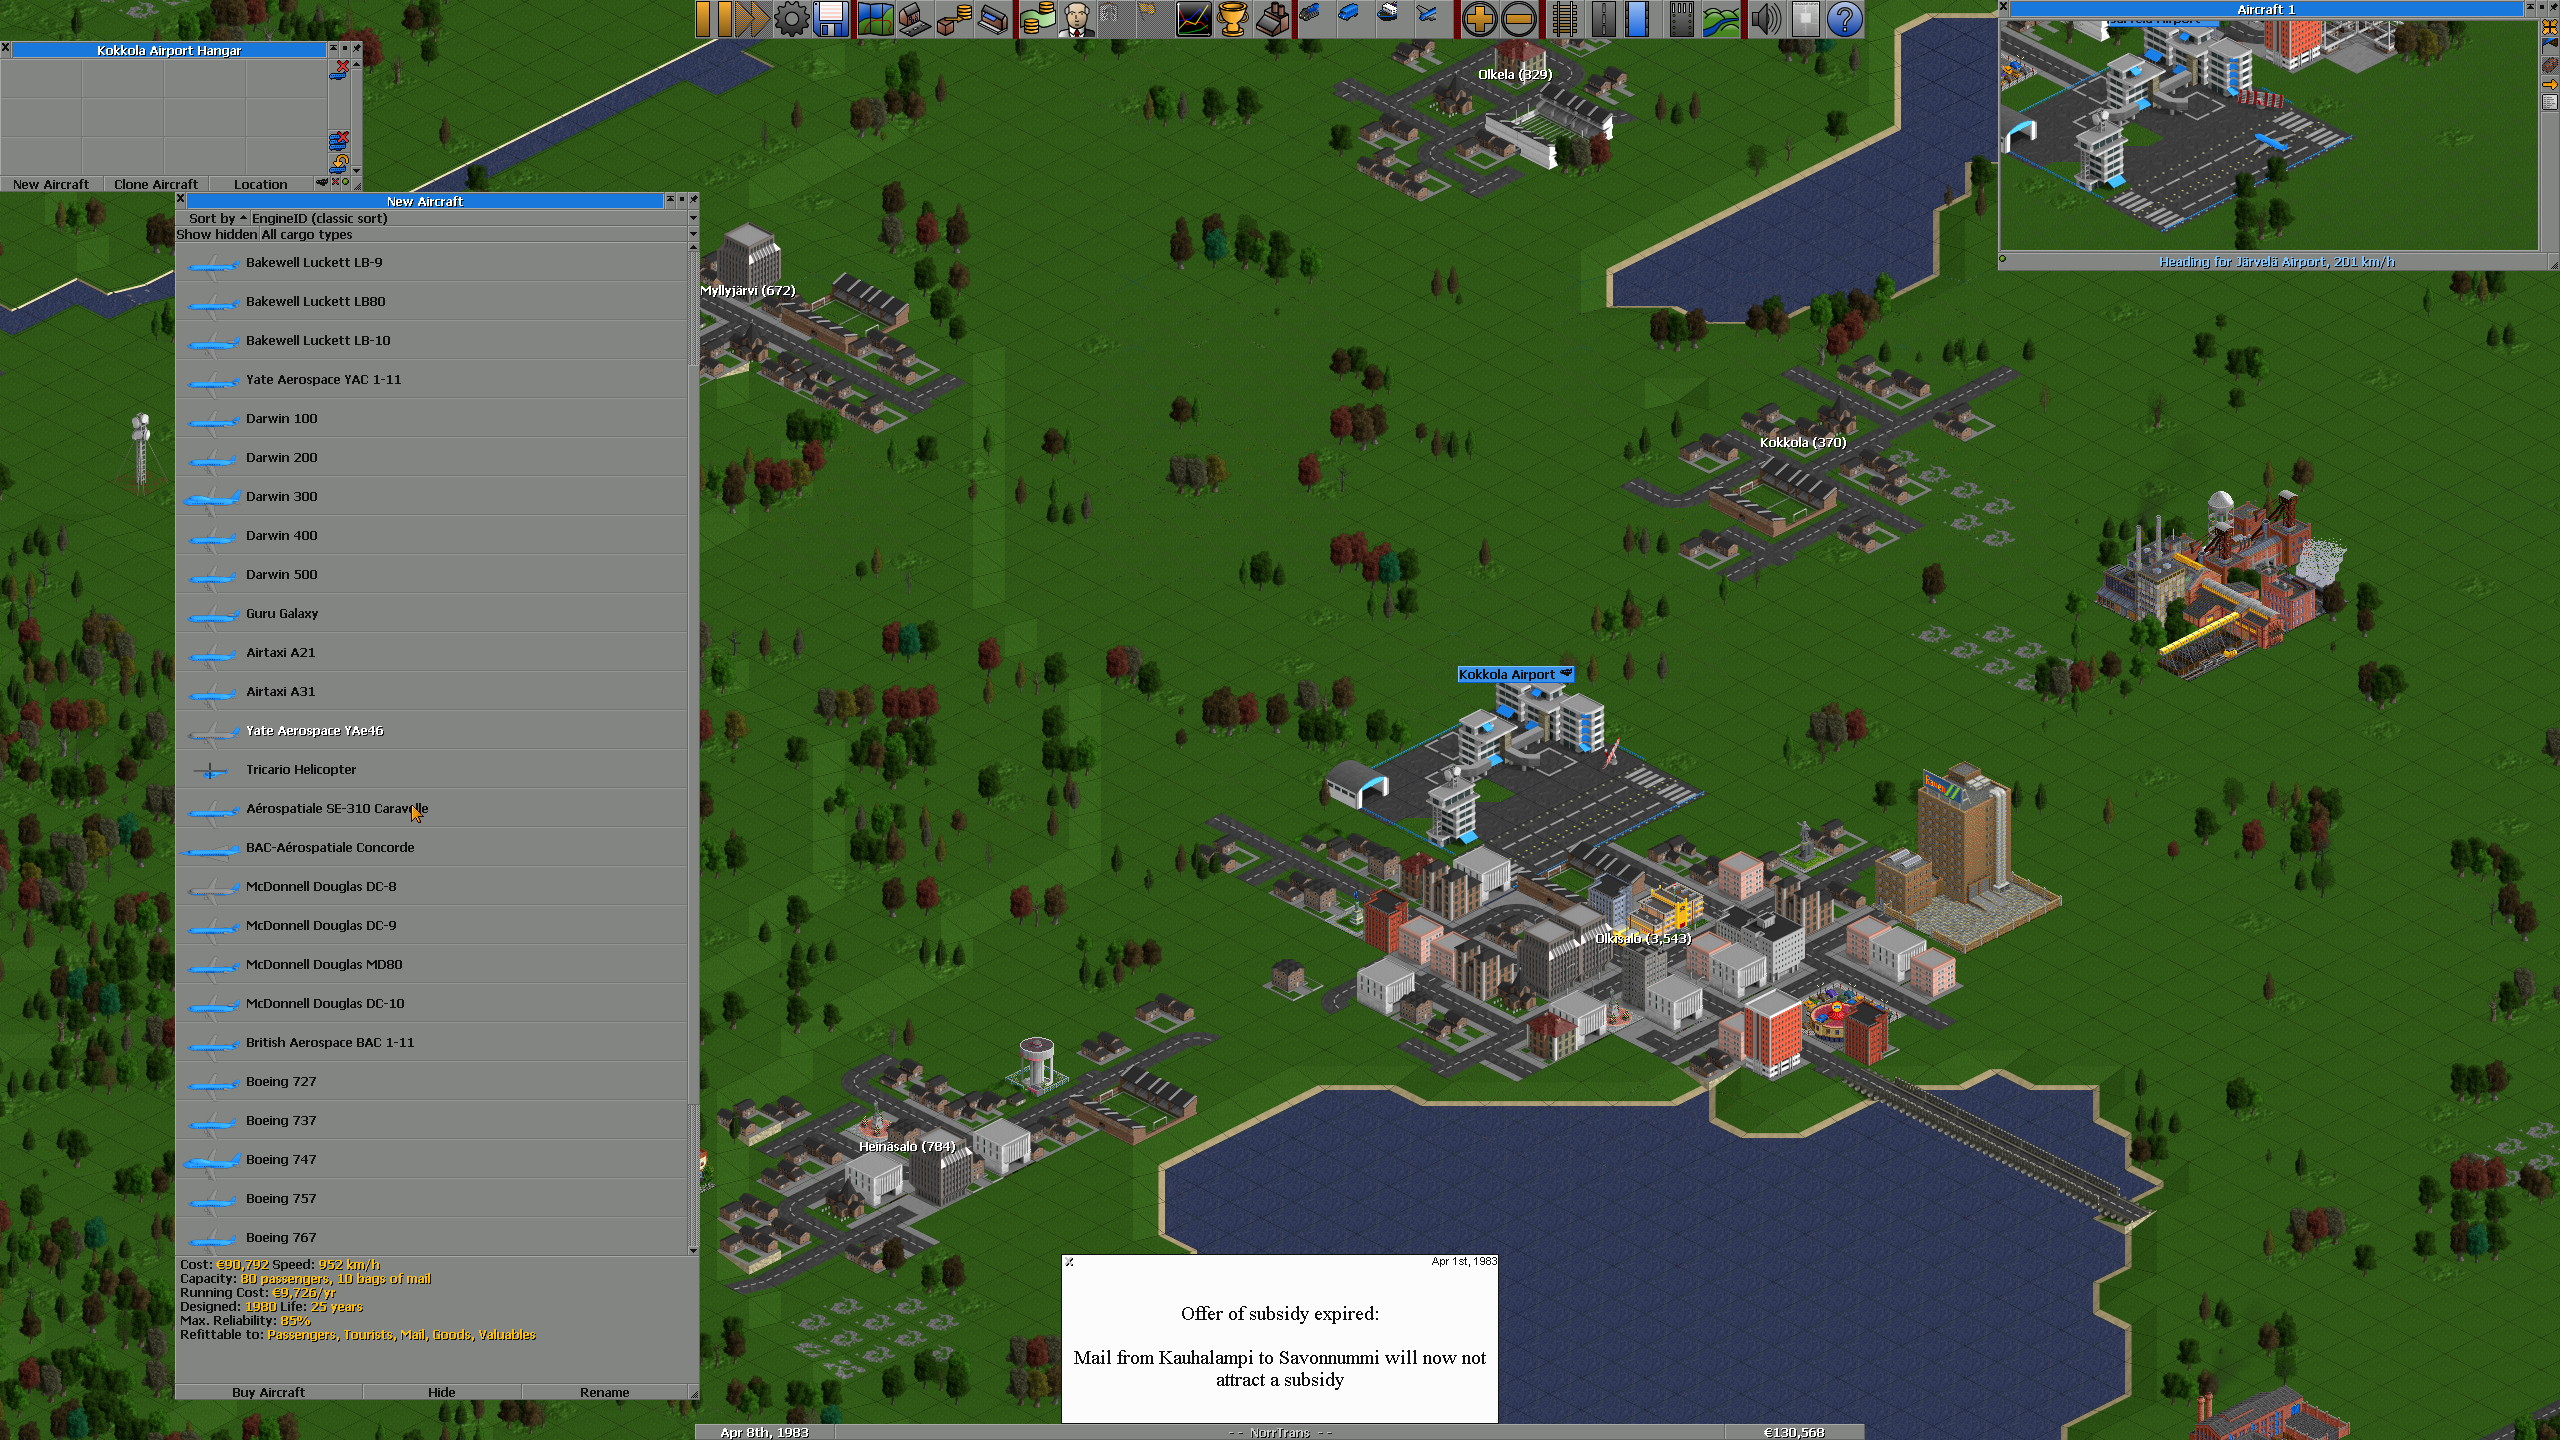 Kokkola Airport Hangar
New Aircraft
Clone Aircraft
Location
New Aircraft
Sort by
EngineID (classic sort)
Show hidden
All cargo types
Bakewell Luckett LB-9
Bakewell Luckett LB80
Bakewell Luckett LB-10
Yate Aerospace YAC 1-11
Darwin 100
Darwin 200
Darwin 300
Darwin 400
Darwin 500
Guru Galaxy
Airtaxi A21
Airtaxi A31
Yate Aerospace YAe46
Tricario Helicopter
Aérospatiale SE-310 Caravelle
BAC-Aérospatiale Concorde
McDonnell Douglas DC-8
McDonnell Douglas DC-9
McDonnell Douglas MD80
McDonnell Douglas DC-10
British Aerospace BAC 1-11
Boeing 727
Boeing 737
Boeing 747
Boeing 757
Boeing 767
Cost: €90,792 Speed: 952 km/h
Capacity: 80 passengers, 10 bags of mail
Running Cost: €9,726/yr
Designed: 1980 Life: 25 years
Max. Reliability: 85%
Refittable to: Passengers, Tourists, Mail, Goods, Valuables
Buy Aircraft
Hide
Rename
Aircraft 1
Heading for Järvelä Airport, 201 km/h
Olkela (329)
Myllyjärvi (672)
Kokkola (370)
Kokkola Airport
Olkisalo (3,543)
Heinäsalo (784)
Apr 1st, 1983
Offer of subsidy expired:
Mail from Kauhalampi to Savonnummi will now not
attract a subsidy
Apr 8th, 1983
- - NorrTrans - -
€130,568